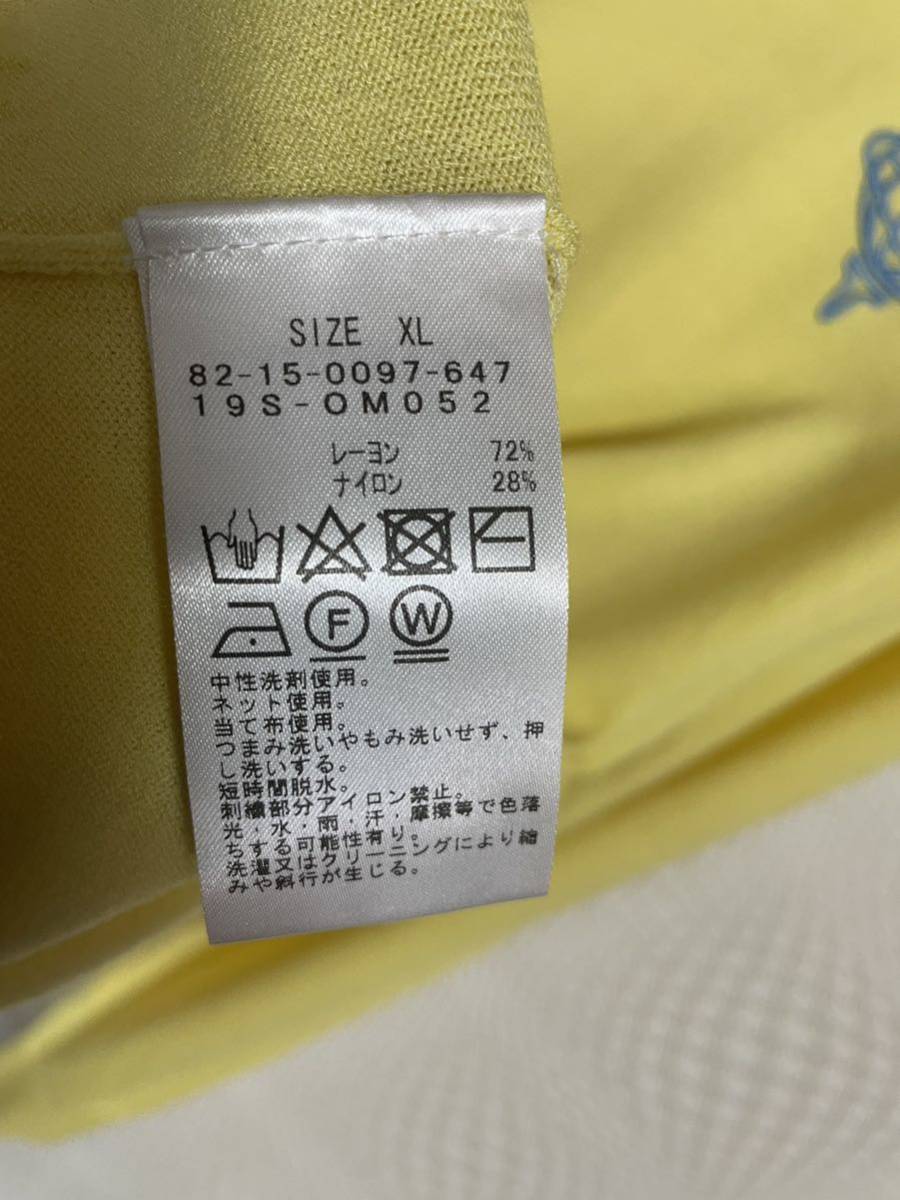 SIZE XL
82-15-0097-647
19S-OM052
レーヨン 72%
ナイロン 28%
F W
中性洗剤使用。
ネット使用。
当て布使用。
つまみ洗いやもみ洗いせず、押
し洗いする。
短時間脱水。
刺繍部分アイロン禁止。
光・水・雨・汗・摩擦等で色落
ちする可能性有り。
洗濯又はクリーニングにより縮
みや斜行が生じる。